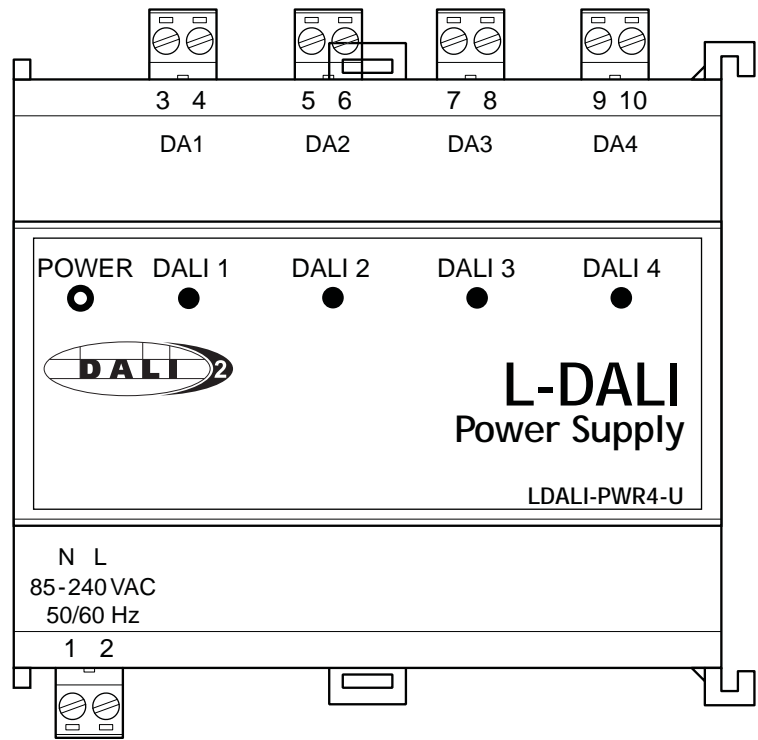 3 4 5 6 7 8 9 10
DA1 DA2 DA3 DA4
POWER DALI 1 DALI 2 DALI 3 DALI 4
DALI 2
L-DALI
Power Supply
LDALI-PWR4-U
N L
85-240 VAC
50/60 Hz
1 2